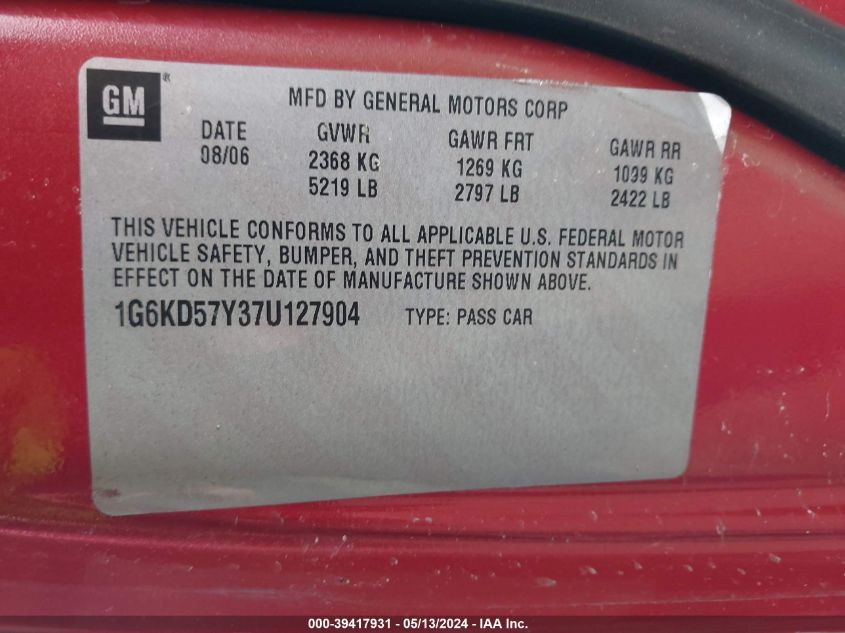 GM ®
MFD BY GENERAL MOTORS CORP
DATE GVWR GAWR FRT GAWR RR
08/06 2368 KG 1269 KG 1099 KG
5219 LB 2797 LB 2422 LB
THIS VEHICLE CONFORMS TO ALL APPLICABLE U.S. FEDERAL MOTOR
VEHICLE SAFETY, BUMPER, AND THEFT PREVENTION STANDARDS IN
EFFECT ON THE DATE OF MANUFACTURE SHOWN ABOVE.
1G6KD57Y37U127904 TYPE: PASS CAR
000-39417931 - 05/13/2024 - IAA Inc.